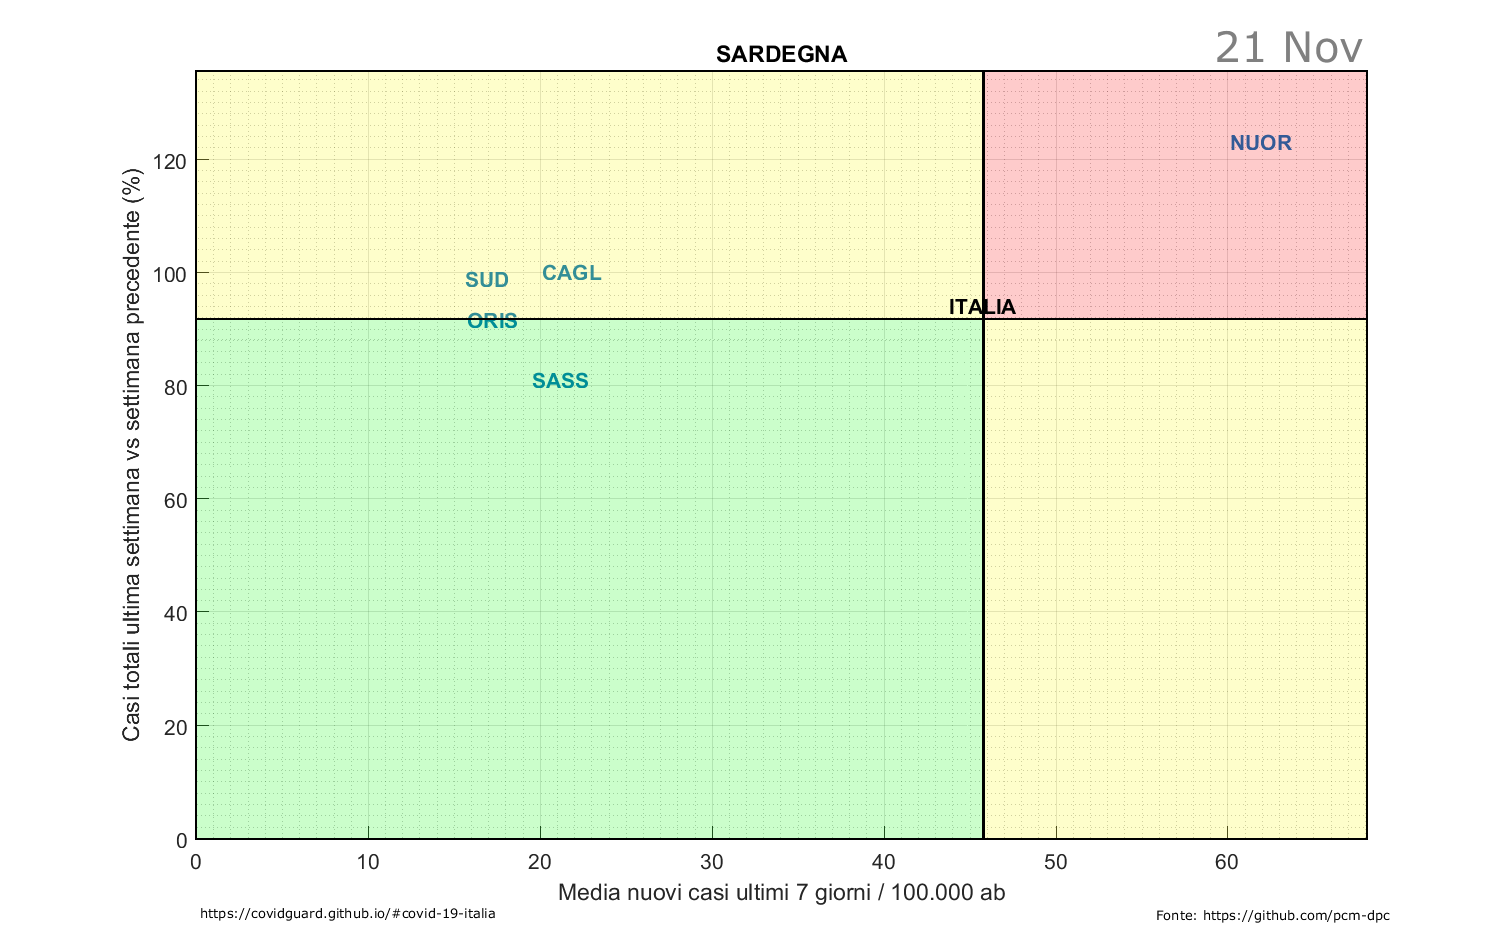 SARDEGNA
21 Nov
Casi totali ultima settimana vs settimana precedente (%)
120
100
80
60
40
20
0
NUOR
SUD
CAGL
ITALIA
ORIS
SASS
0
10
20
30
40
50
60
Media nuovi casi ultimi 7 giorni / 100.000 ab
https://covidguard.github.io/#covid-19-italia
Fonte: https://github.com/pcm-dpc